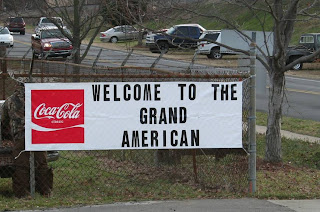 Coca-Cola
WELCOME TO THE
GRAND
AMERICAN